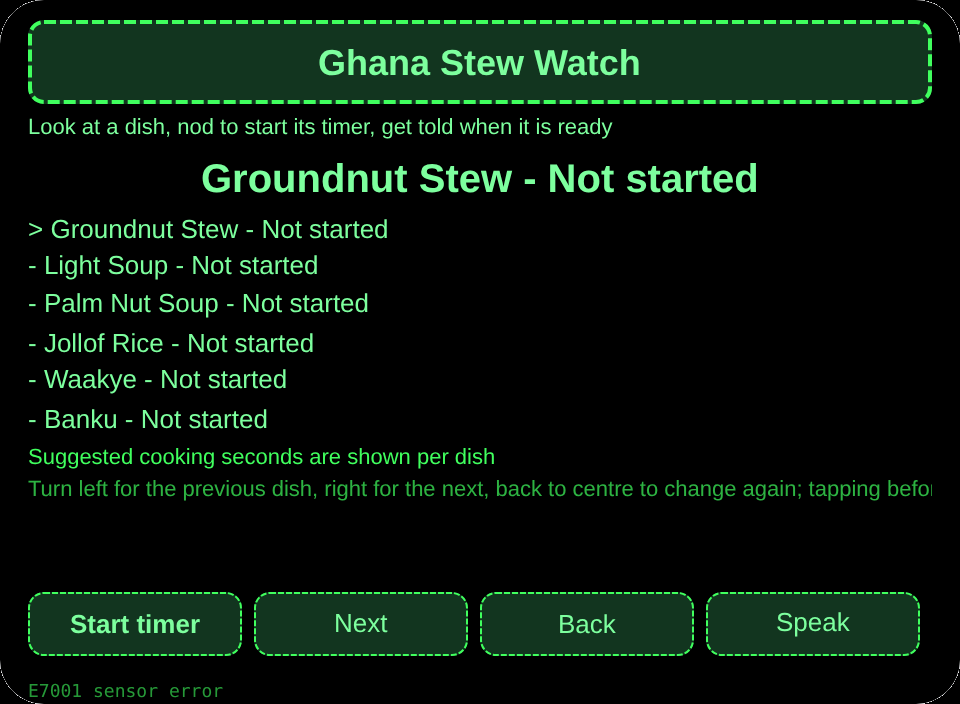 Ghana Stew Watch
Look at a dish, nod to start its timer, get told when it is ready
Groundnut Stew - Not started
> Groundnut Stew - Not started
- Light Soup - Not started
- Palm Nut Soup - Not started
- Jollof Rice - Not started
- Waakye - Not started
- Banku - Not started
Suggested cooking seconds are shown per dish
Turn left for the previous dish, right for the next, back to centre to change again; tapping
Start timer
Next
Back
Speak
E7001 sensor error